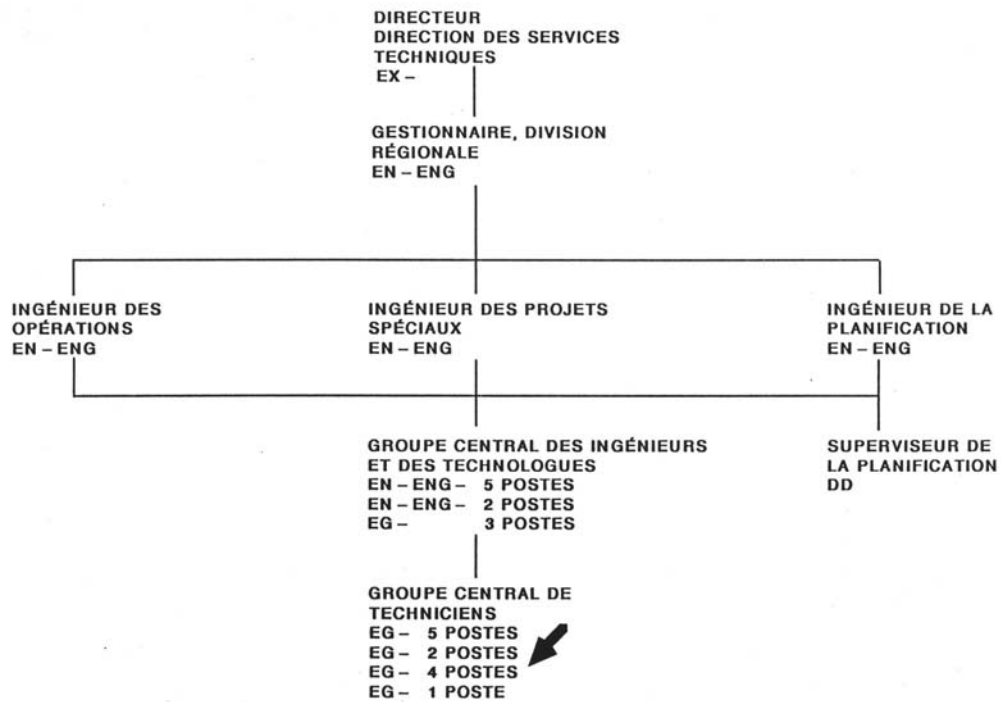 DIRECTEUR
DIRECTION DES SERVICES
TECHNIQUES
EX –
GESTIONNAIRE, DIVISION
RÉGIONALE
EN – ENG
INGÉNIEUR DES
OPÉRATIONS
EN – ENG
INGÉNIEUR DES PROJETS
SPÉCIAUX
EN – ENG
INGÉNIEUR DE LA
PLANIFICATION
EN – ENG
GROUPE CENTRAL DES INGÉNIEURS
ET DES TECHNOLOGUES
EN – ENG – 5 POSTES
EN – ENG – 2 POSTES
EG – 3 POSTES
SUPERVISEUR DE
LA PLANIFICATION
DD
GROUPE CENTRAL DE
TECHNICIENS
EG – 5 POSTES
EG – 2 POSTES
EG – 4 POSTES
EG – 1 POSTE